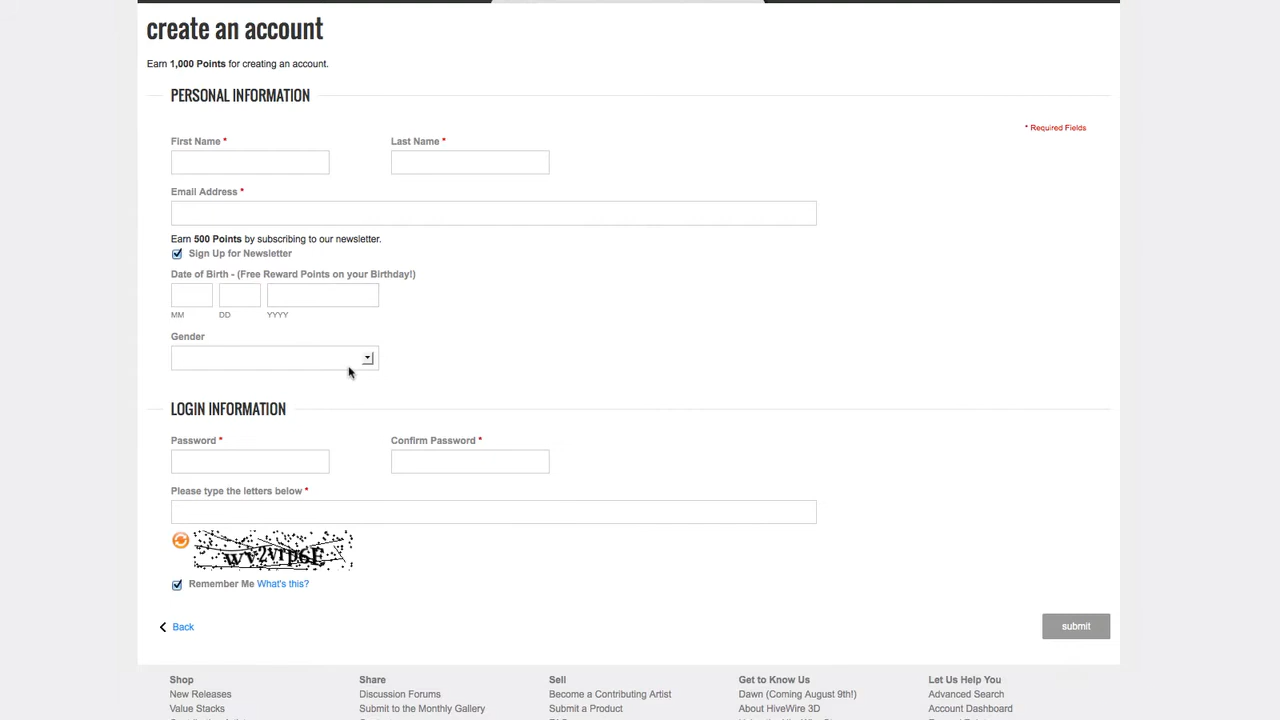 create an account
Earn 1,000 Points for creating an account.
PERSONAL INFORMATION
* Required Fields
First Name * Last Name *
Email Address *
Earn 500 Points by subscribing to our newsletter.
Sign Up for Newsletter
Date of Birth - (Free Reward Points on your Birthday!)
MM DD YYYY
Gender
LOGIN INFORMATION
Password * Confirm Password *
Please type the letters below *
Remember Me What's this?
Back submit
Shop Share Sell Get to Know Us Let Us Help You
New Releases Discussion Forums Become a Contributing Artist Dawn (Coming August 9th!) Advanced Search
Value Stacks Submit to the Monthly Gallery Submit a Product About HiveWire 3D Account Dashboard